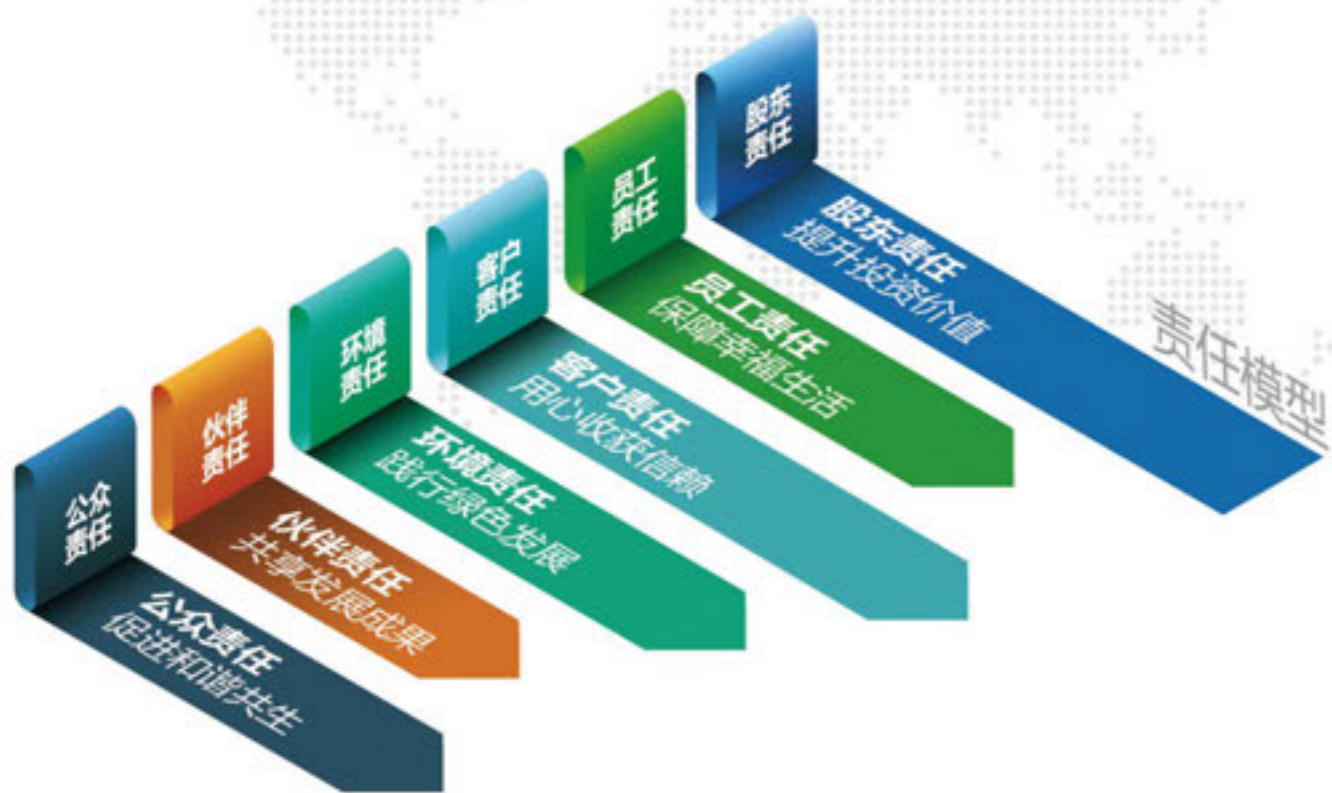 股东
责任
股东责任
提升投资价值
员工
责任
员工责任
保障幸福生活
客户
责任
客户责任
用心收获信赖
环境
责任
环境责任
践行绿色发展
伙伴
责任
伙伴责任
共享发展成果
公众
责任
公众责任
促进和谐共生
责任模型